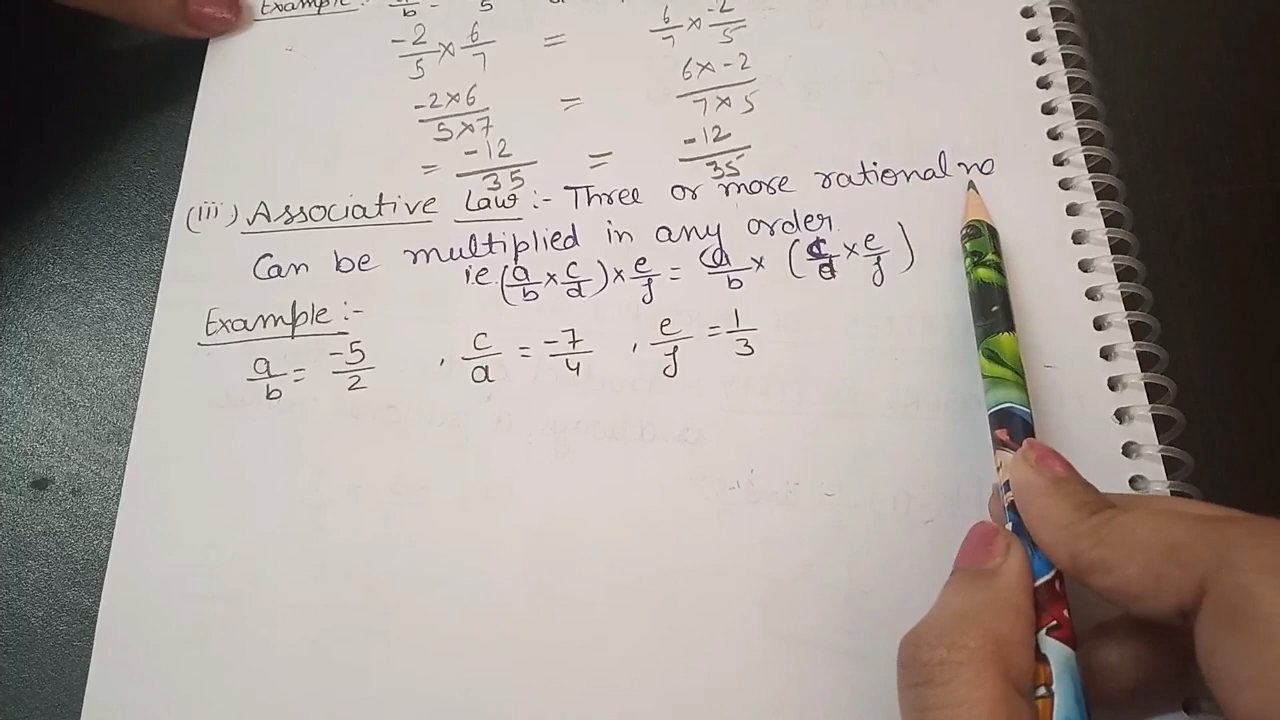 Example:-
-2/5 × 6/7 = 6/7 × -2/5
-2×6/5×7 = 6×-2/7×5
= -12/35 = -12/35
(iii) Associative Law:- Three or more rational no
Can be multiplied in any order.
i.e. (a/b × c/d) × e/f = a/b × (c/d × e/f)
Example:-
a/b = -5/2 , c/d = -7/4 , e/f = 1/3